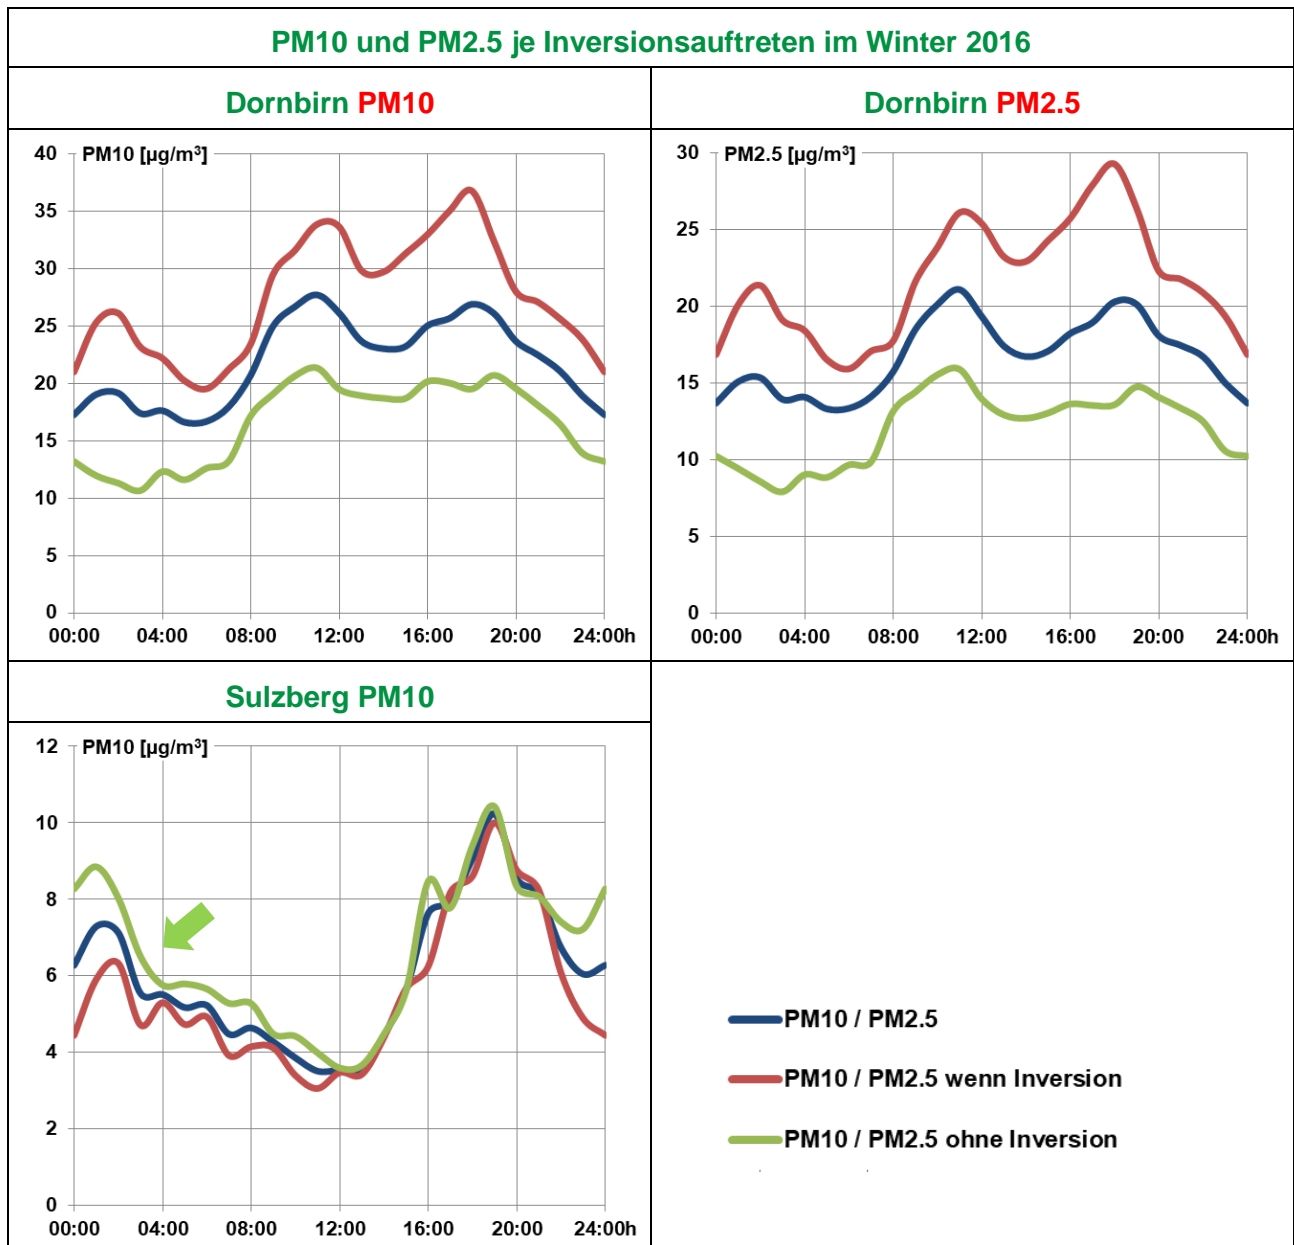 PM10 und PM2.5 je Inversionsauftreten im Winter 2016
Dornbirn PM10
Dornbirn PM2.5
PM10 [µg/m³]
40
35
30
25
20
15
10
5
0
00:00 04:00 08:00 12:00 16:00 20:00 24:00h
PM2.5 [µg/m³]
30
25
20
15
10
5
0
00:00 04:00 08:00 12:00 16:00 20:00 24:00h
Sulzberg PM10
PM10 [µg/m³]
12
10
8
6
4
2
0
00:00 04:00 08:00 12:00 16:00 20:00 24:00h
PM10 / PM2.5
PM10 / PM2.5 wenn Inversion
PM10 / PM2.5 ohne Inversion